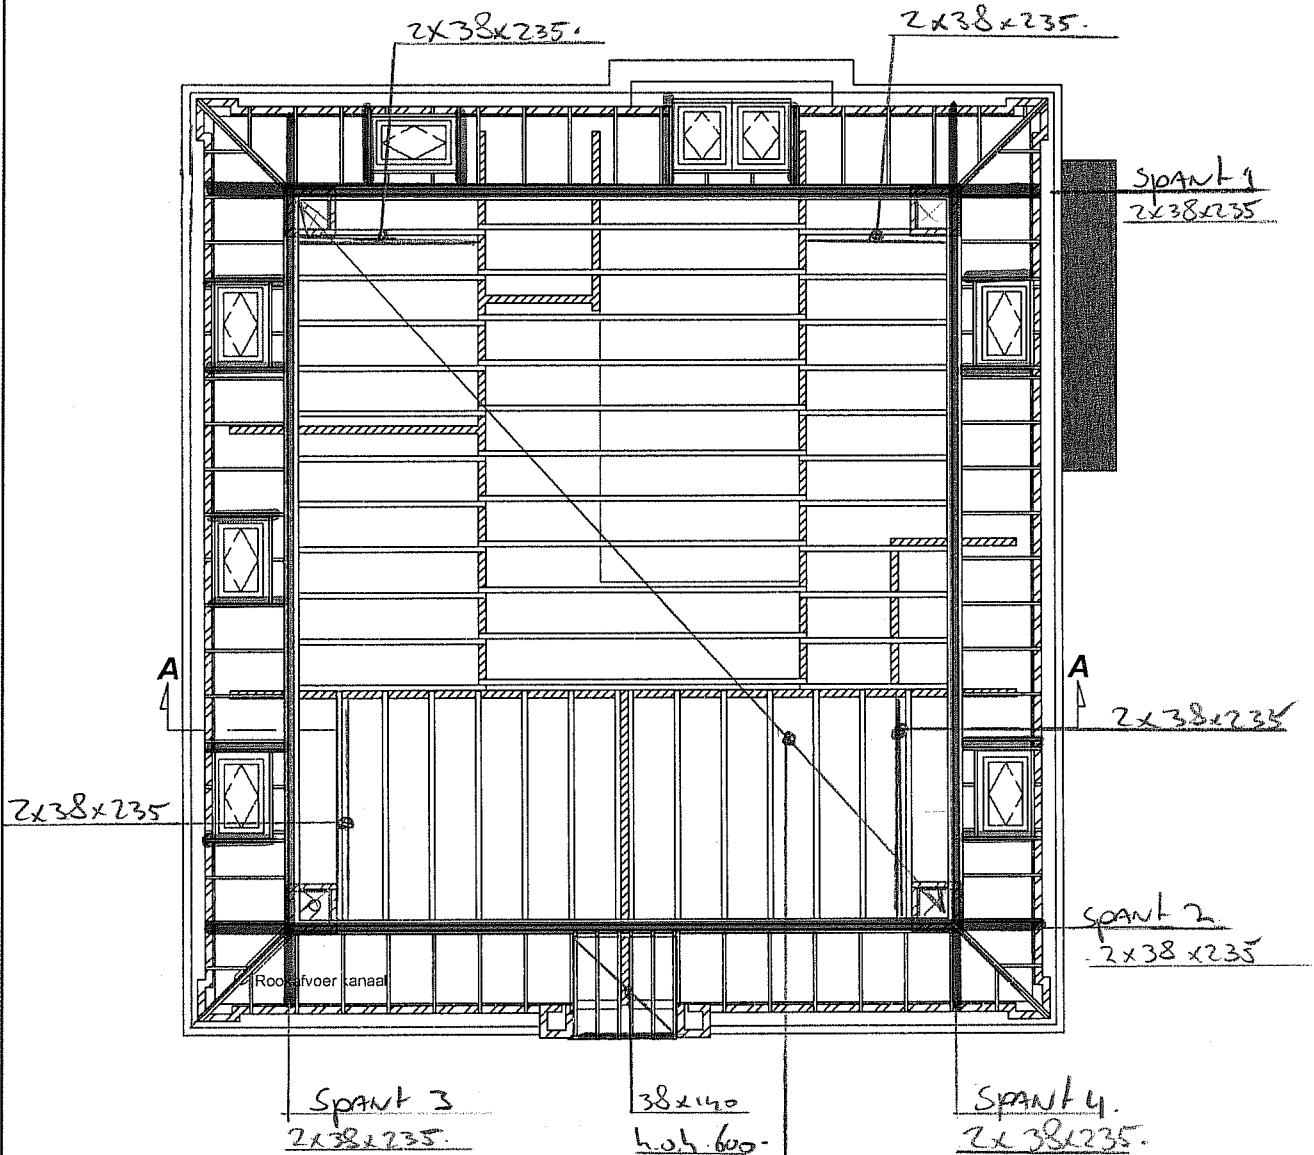 2x38x235.
2x38x235.
SPANT 1
2x38x235
A
A
2x38x235
2x38x235
SPANT 2.
2x38x235
Rookafvoer kanaal
SPANT 3
2x38x235.
38x140
h.o.h. 600-
SPANT 4.
2x38x235.